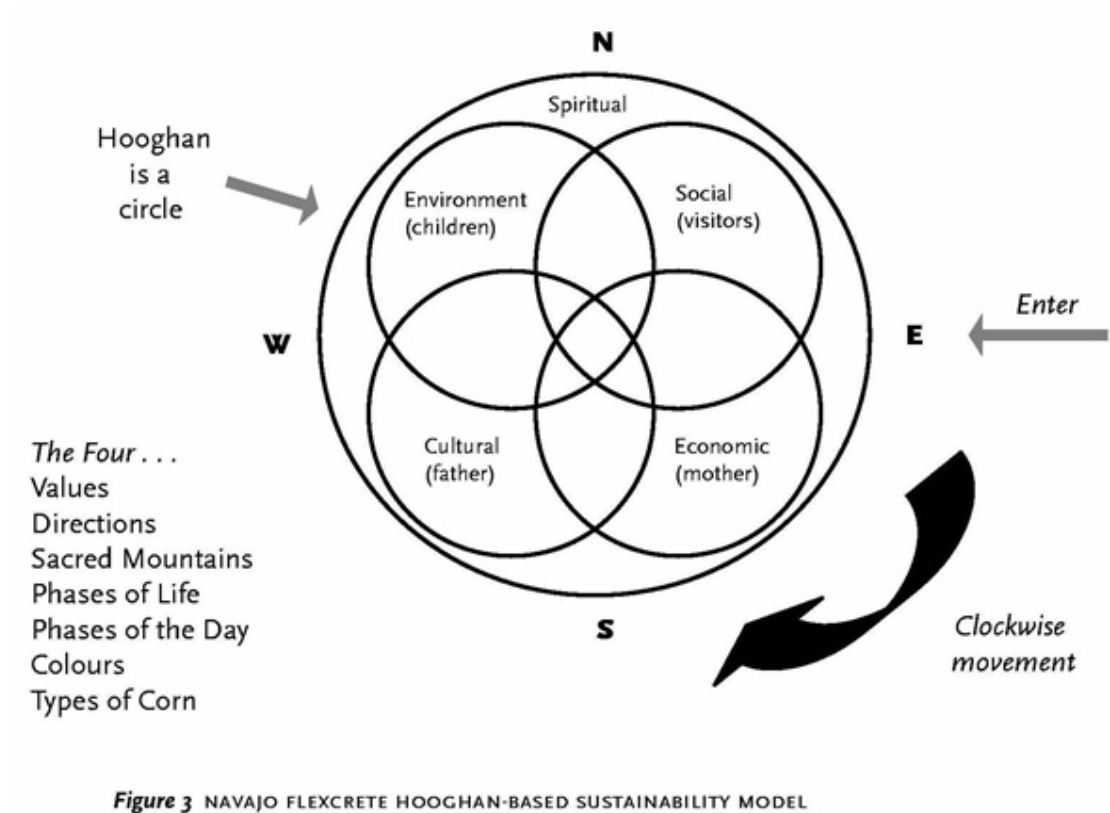 N
Spiritual
Hooghan
is a
circle
Environment
(children)
Social
(visitors)
Enter
W
E
Cultural
(father)
Economic
(mother)
The Four . . .
Values
Directions
Sacred Mountains
Phases of Life
Phases of the Day
Colours
Types of Corn
S
Clockwise
movement
Figure 3 NAVAJO FLEXCRETE HOOGHAN-BASED SUSTAINABILITY MODEL